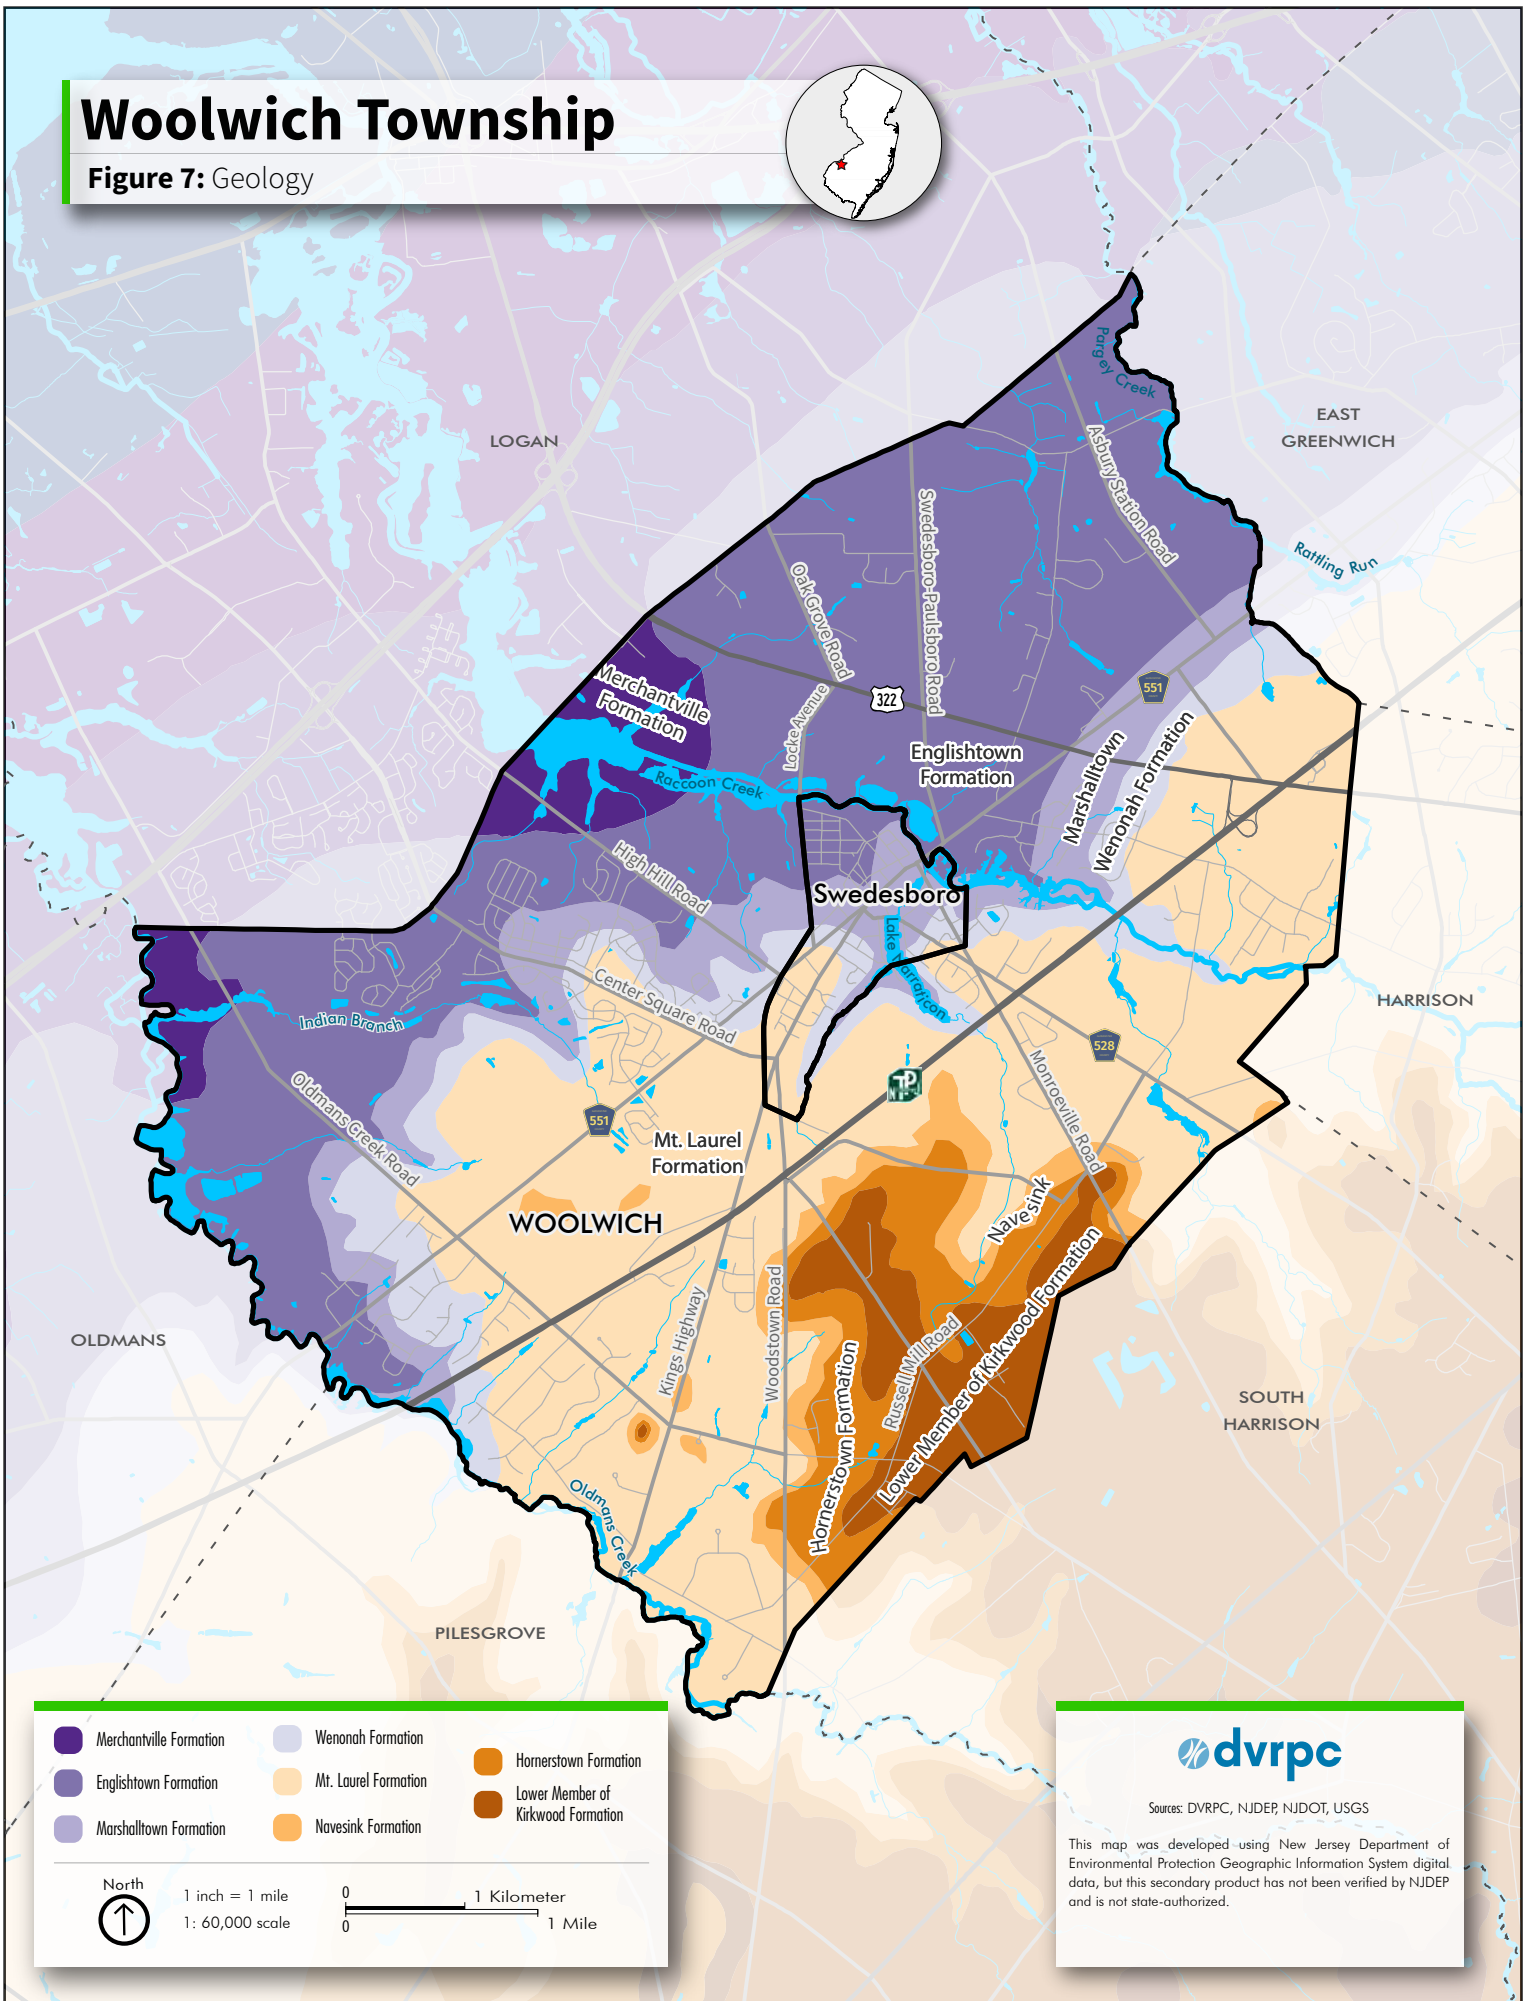 Woolwich Township
Figure 7: Geology
LOGAN
EAST
GREENWICH
Pargey Creek
Asbury Station Road
Rattling Run
Swedesboro-Paulsboro Road
Oak Grove Road
Merchantville
Formation
322
551
Locke Avenue
Englishtown
Formation
Marshalltown
Wenonah Formation
Raccoon Creek
High Hill Road
Swedesboro
Lake Narraticon
Center Square Road
HARRISON
Indian Branch
528
Monroeville Road
Oldmans Creek Road
551
TP
Mt. Laurel
Formation
WOOLWICH
Navesink
Woodstown Road
Kings Highway
Russell Mill Road
Lower Member of Kirkwood Formation
Hornerstown Formation
OLDMANS
SOUTH
HARRISON
Oldmans Creek
PILESGROVE
Merchantville Formation
Englishtown Formation
Marshalltown Formation
Wenonah Formation
Mt. Laurel Formation
Navesink Formation
Hornerstown Formation
Lower Member of
Kirkwood Formation
North
1 inch = 1 mile
1: 60,000 scale
0
1 Kilometer
0
1 Mile
dvrpc
Sources: DVRPC, NJDEP, NJDOT, USGS
This map was developed using New Jersey Department of
Environmental Protection Geographic Information System digital
data, but this secondary product has not been verified by NJDEP
and is not state-authorized.